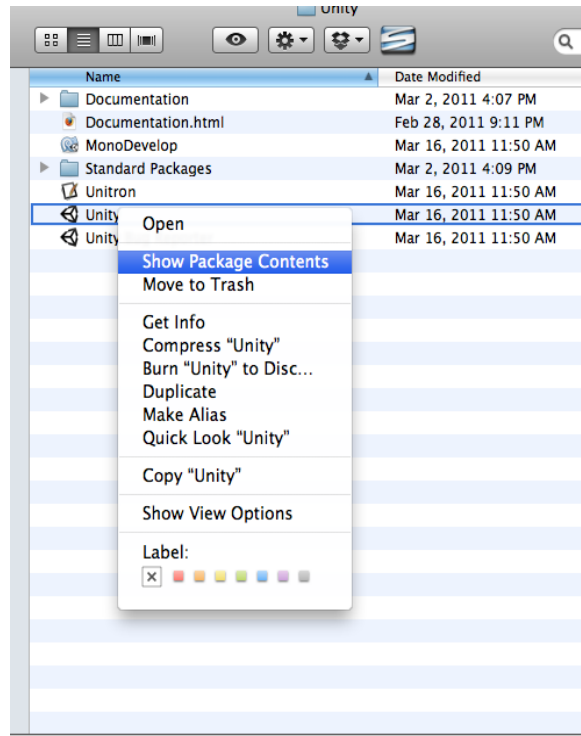 Unity
Name Date Modified
Documentation Mar 2, 2011 4:07 PM
Documentation.html Feb 28, 2011 9:11 PM
MonoDevelop Mar 16, 2011 11:50 AM
Standard Packages Mar 2, 2011 4:09 PM
Unitron Mar 16, 2011 11:50 AM
Unity Mar 16, 2011 11:50 AM
Unity Mar 16, 2011 11:50 AM
Open
Show Package Contents
Move to Trash
Get Info
Compress “Unity”
Burn “Unity” to Disc...
Duplicate
Make Alias
Quick Look “Unity”
Copy “Unity”
Show View Options
Label: